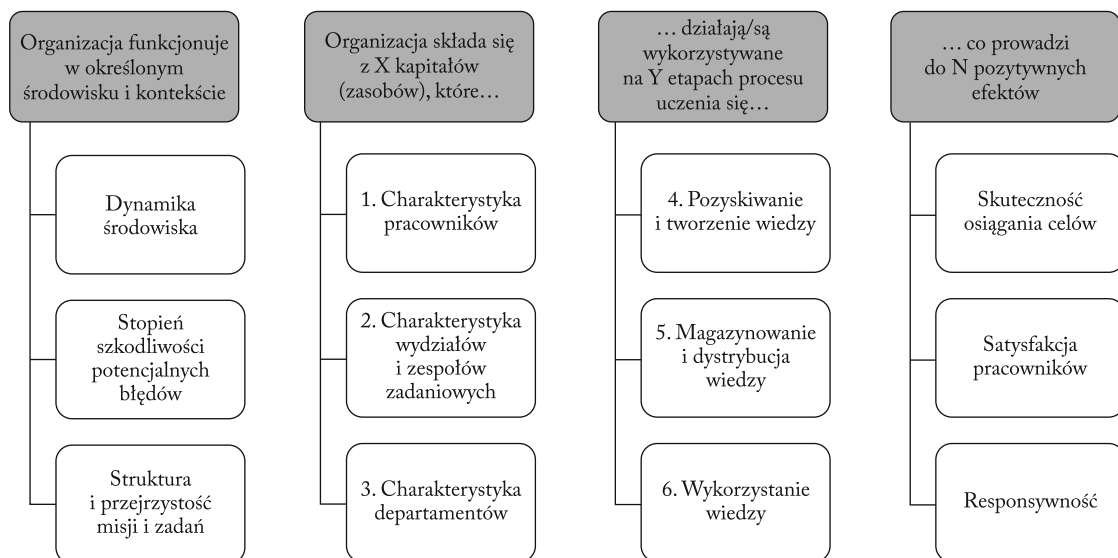 Organizacja funkcjonuje
w określonym
środowisku i kontekście
Dynamika
środowiska
Stopień
szkodliwości
potencjalnych
błędów
Struktura
i przejrzystość
misji i zadań
Organizacja składa się
z X kapitałów
(zasobów), które…
1. Charakterystyka
pracowników
2. Charakterystyka
wydziałów
i zespołów
zadaniowych
3. Charakterystyka
departamentów
… działają/są
wykorzystywane
na Y etapach procesu
uczenia się…
4. Pozyskiwanie
i tworzenie wiedzy
5. Magazynowanie
i dystrybucja
wiedzy
6. Wykorzystanie
wiedzy
… co prowadzi
do N pozytywnych
efektów
Skuteczność
osiągania celów
Satysfakcja
pracowników
Responsywność